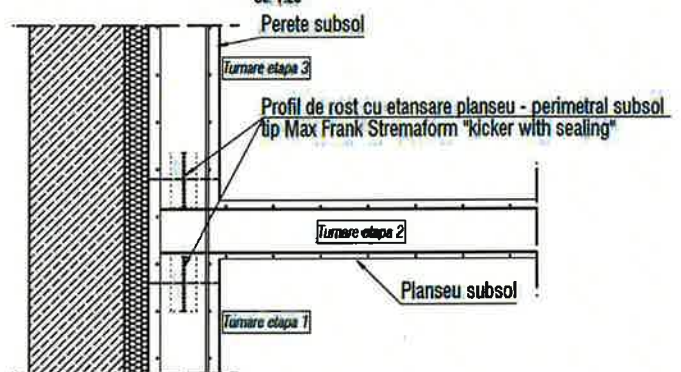 Perete subsol
Turnare etapa 3
Profil de rost cu etansare planseu - perimetral subsol
tip Max Frank Stremaform "kicker with sealing"
Turnare etapa 2
Planseu subsol
Turnare etapa 1